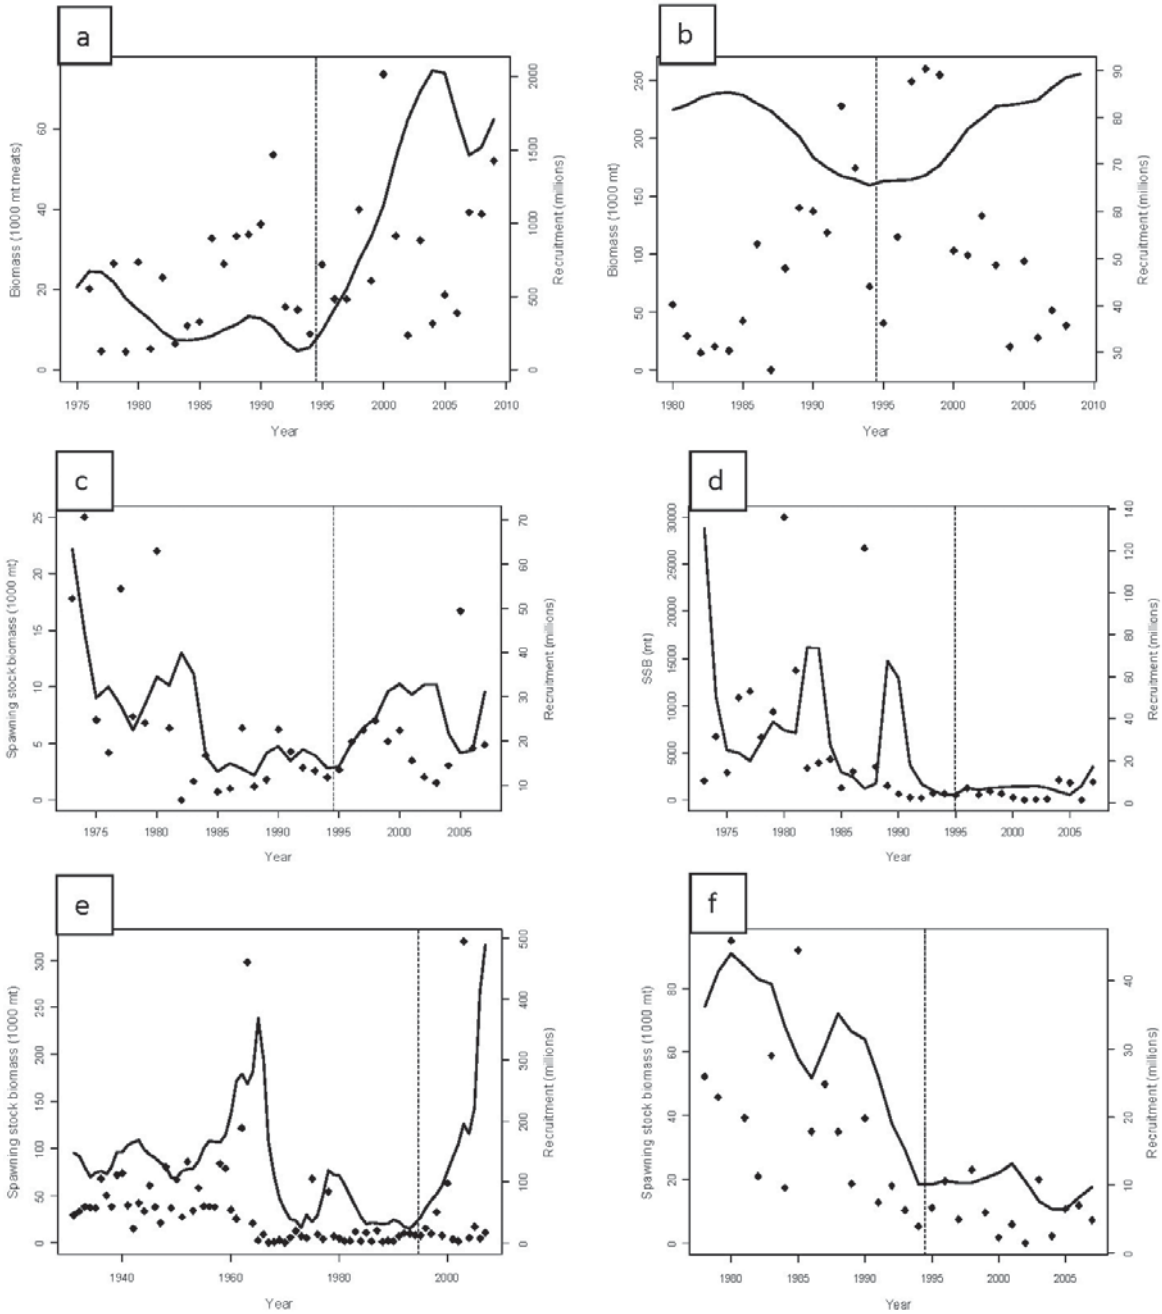 a
Biomass (1000 mt meats)
0 20 40 60
Recruitment (millions)
0 500 1000 1500 2000
1975 1980 1985 1990 1995 2000 2005 2010
Year
b
Biomass (1000 mt)
0 50 100 150 200 250
Recruitment (millions)
30 40 50 60 70 80 90
1980 1985 1990 1995 2000 2005 2010
Year
c
Spawning stock biomass (1000 mt)
0 5 10 15 20 25
Recruitment (millions)
10 20 30 40 50 60 70
1975 1980 1985 1990 1995 2000 2005
Year
d
SSB (mt)
0 5000 10000 15000 20000 25000 30000
Recruitment (millions)
0 20 40 60 80 100 120 140
1975 1980 1985 1990 1995 2000 2005
Year
e
Spawning stock biomass (1000 mt)
0 50 100 150 200 250 300
Recruitment (millions)
0 100 200 300 400 500
1940 1960 1980 2000
Year
f
Spawning stock biomass (1000 mt)
0 20 40 60 80
Recruitment (millions)
0 10 20 30 40
1980 1985 1990 1995 2000 2005
Year